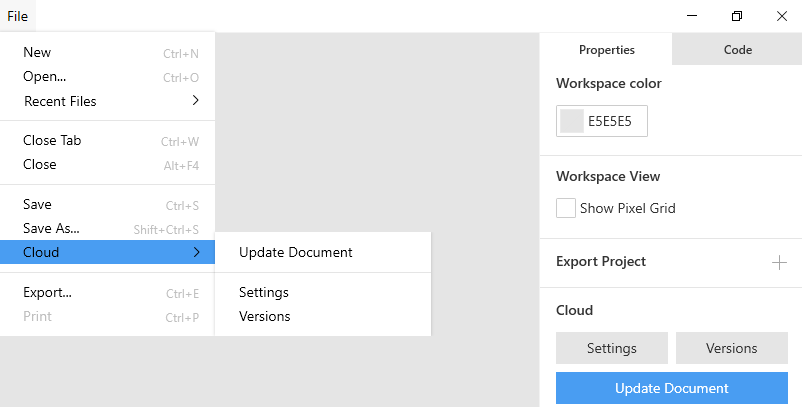 File
New Ctrl+N
Open... Ctrl+O
Recent Files
Close Tab Ctrl+W
Close Alt+F4
Save Ctrl+S
Save As... Shift+Ctrl+S
Cloud
Export... Ctrl+E
Print Ctrl+P
Update Document
Settings
Versions
Properties Code
Workspace color
E5E5E5
Workspace View
Show Pixel Grid
Export Project
Cloud
Settings Versions
Update Document